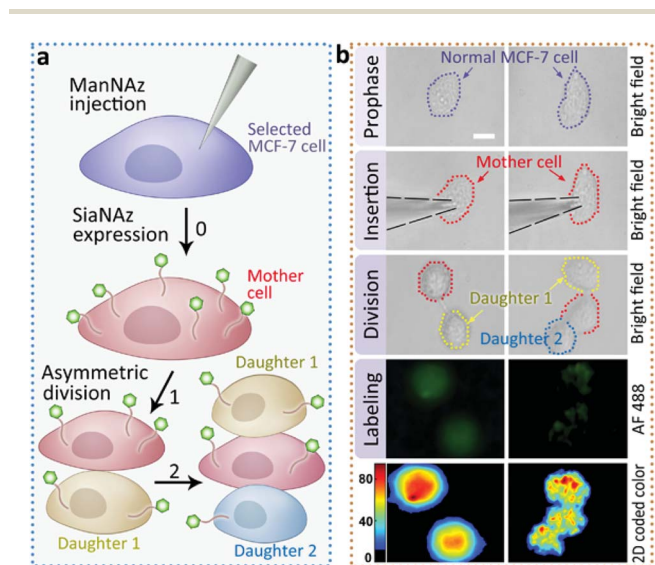 a
ManNAz
injection
Selected
MCF-7 cell
SiaNAz
expression
0
Mother
cell
Asymmetric
division
1
Daughter 1
2
Daughter 1
Daughter 2
b
Prophase
Normal MCF-7 cell
Bright field
Insertion
Mother cell
Bright field
Division
Daughter 1
Daughter 2
Bright field
Labeling
AF 488
80
40
0
2D coded color